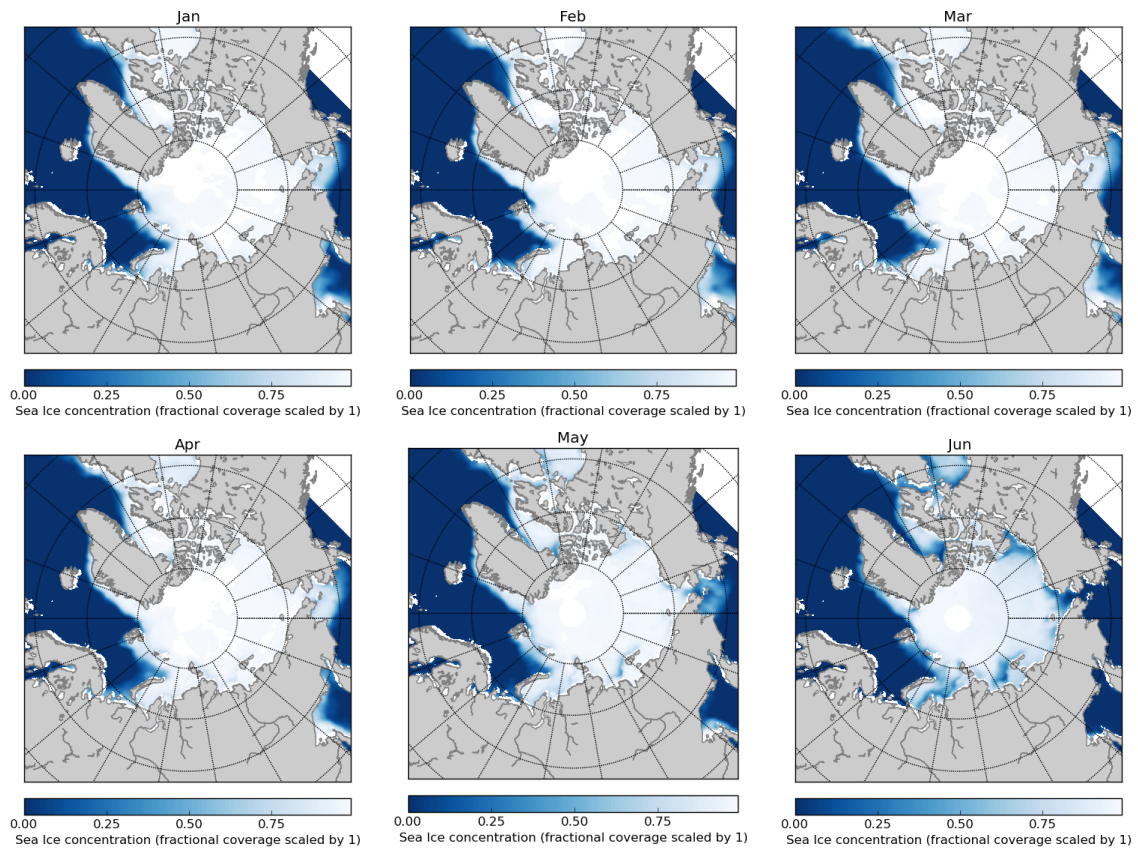 Jan
Feb
Mar
0.00 0.25 0.50 0.75
0.00 0.25 0.50 0.75
0.00 0.25 0.50 0.75
Sea Ice concentration (fractional coverage scaled by 1)
Sea Ice concentration (fractional coverage scaled by 1)
Sea Ice concentration (fractional coverage scaled by 1)
Apr
May
Jun
0.00 0.25 0.50 0.75
0.00 0.25 0.50 0.75
0.00 0.25 0.50 0.75
Sea Ice concentration (fractional coverage scaled by 1)
Sea Ice concentration (fractional coverage scaled by 1)
Sea Ice concentration (fractional coverage scaled by 1)